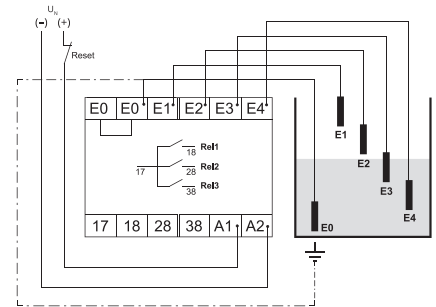 U_N
(-) (+)
Reset
E0 E0 E1 E2 E3 E4
18 Rel1
17 28 Rel2
38 Rel3
17 18 28 38 A1 A2
E1
E2
E3
E4
E0